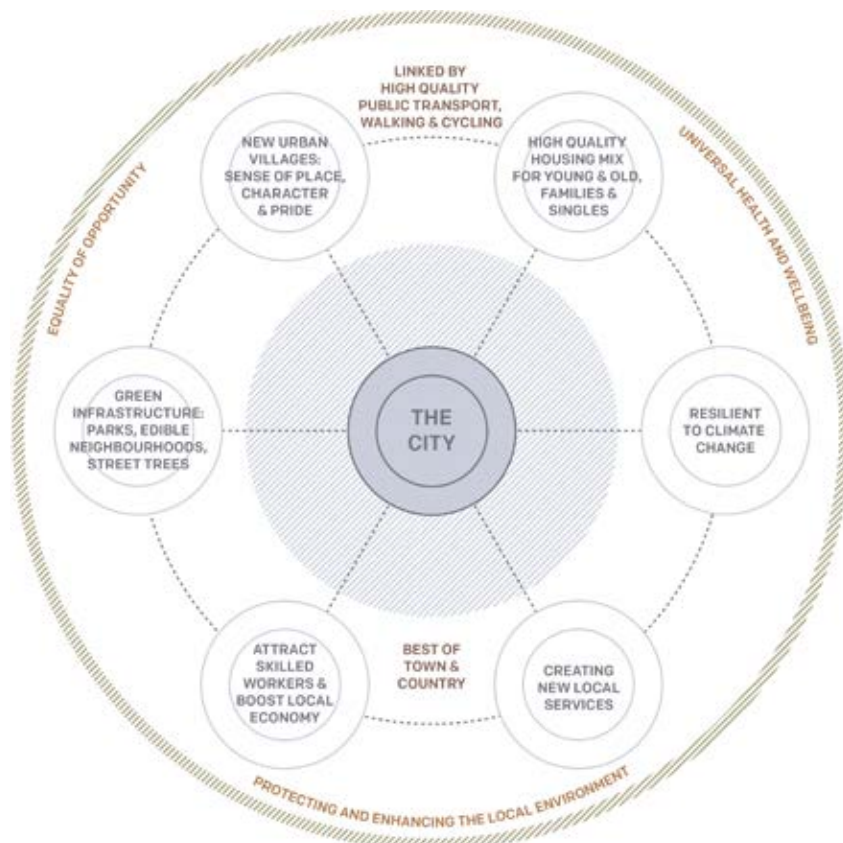 LINKED BY
HIGH QUALITY
PUBLIC TRANSPORT,
WALKING & CYCLING
NEW URBAN
VILLAGES:
SENSE OF PLACE,
CHARACTER
& PRIDE
HIGH QUALITY
HOUSING MIX
FOR YOUNG & OLD,
FAMILIES &
SINGLES
EQUALITY OF OPPORTUNITY
UNIVERSAL HEALTH AND WELLBEING
GREEN
INFRASTRUCTURE:
PARKS, EDIBLE
NEIGHBOURHOODS,
STREET TREES
THE
CITY
RESILIENT
TO CLIMATE
CHANGE
ATTRACT
SKILLED
WORKERS &
BOOST LOCAL
ECONOMY
BEST OF
TOWN &
COUNTRY
CREATING
NEW LOCAL
SERVICES
PROTECTING AND ENHANCING THE LOCAL ENVIRONMENT